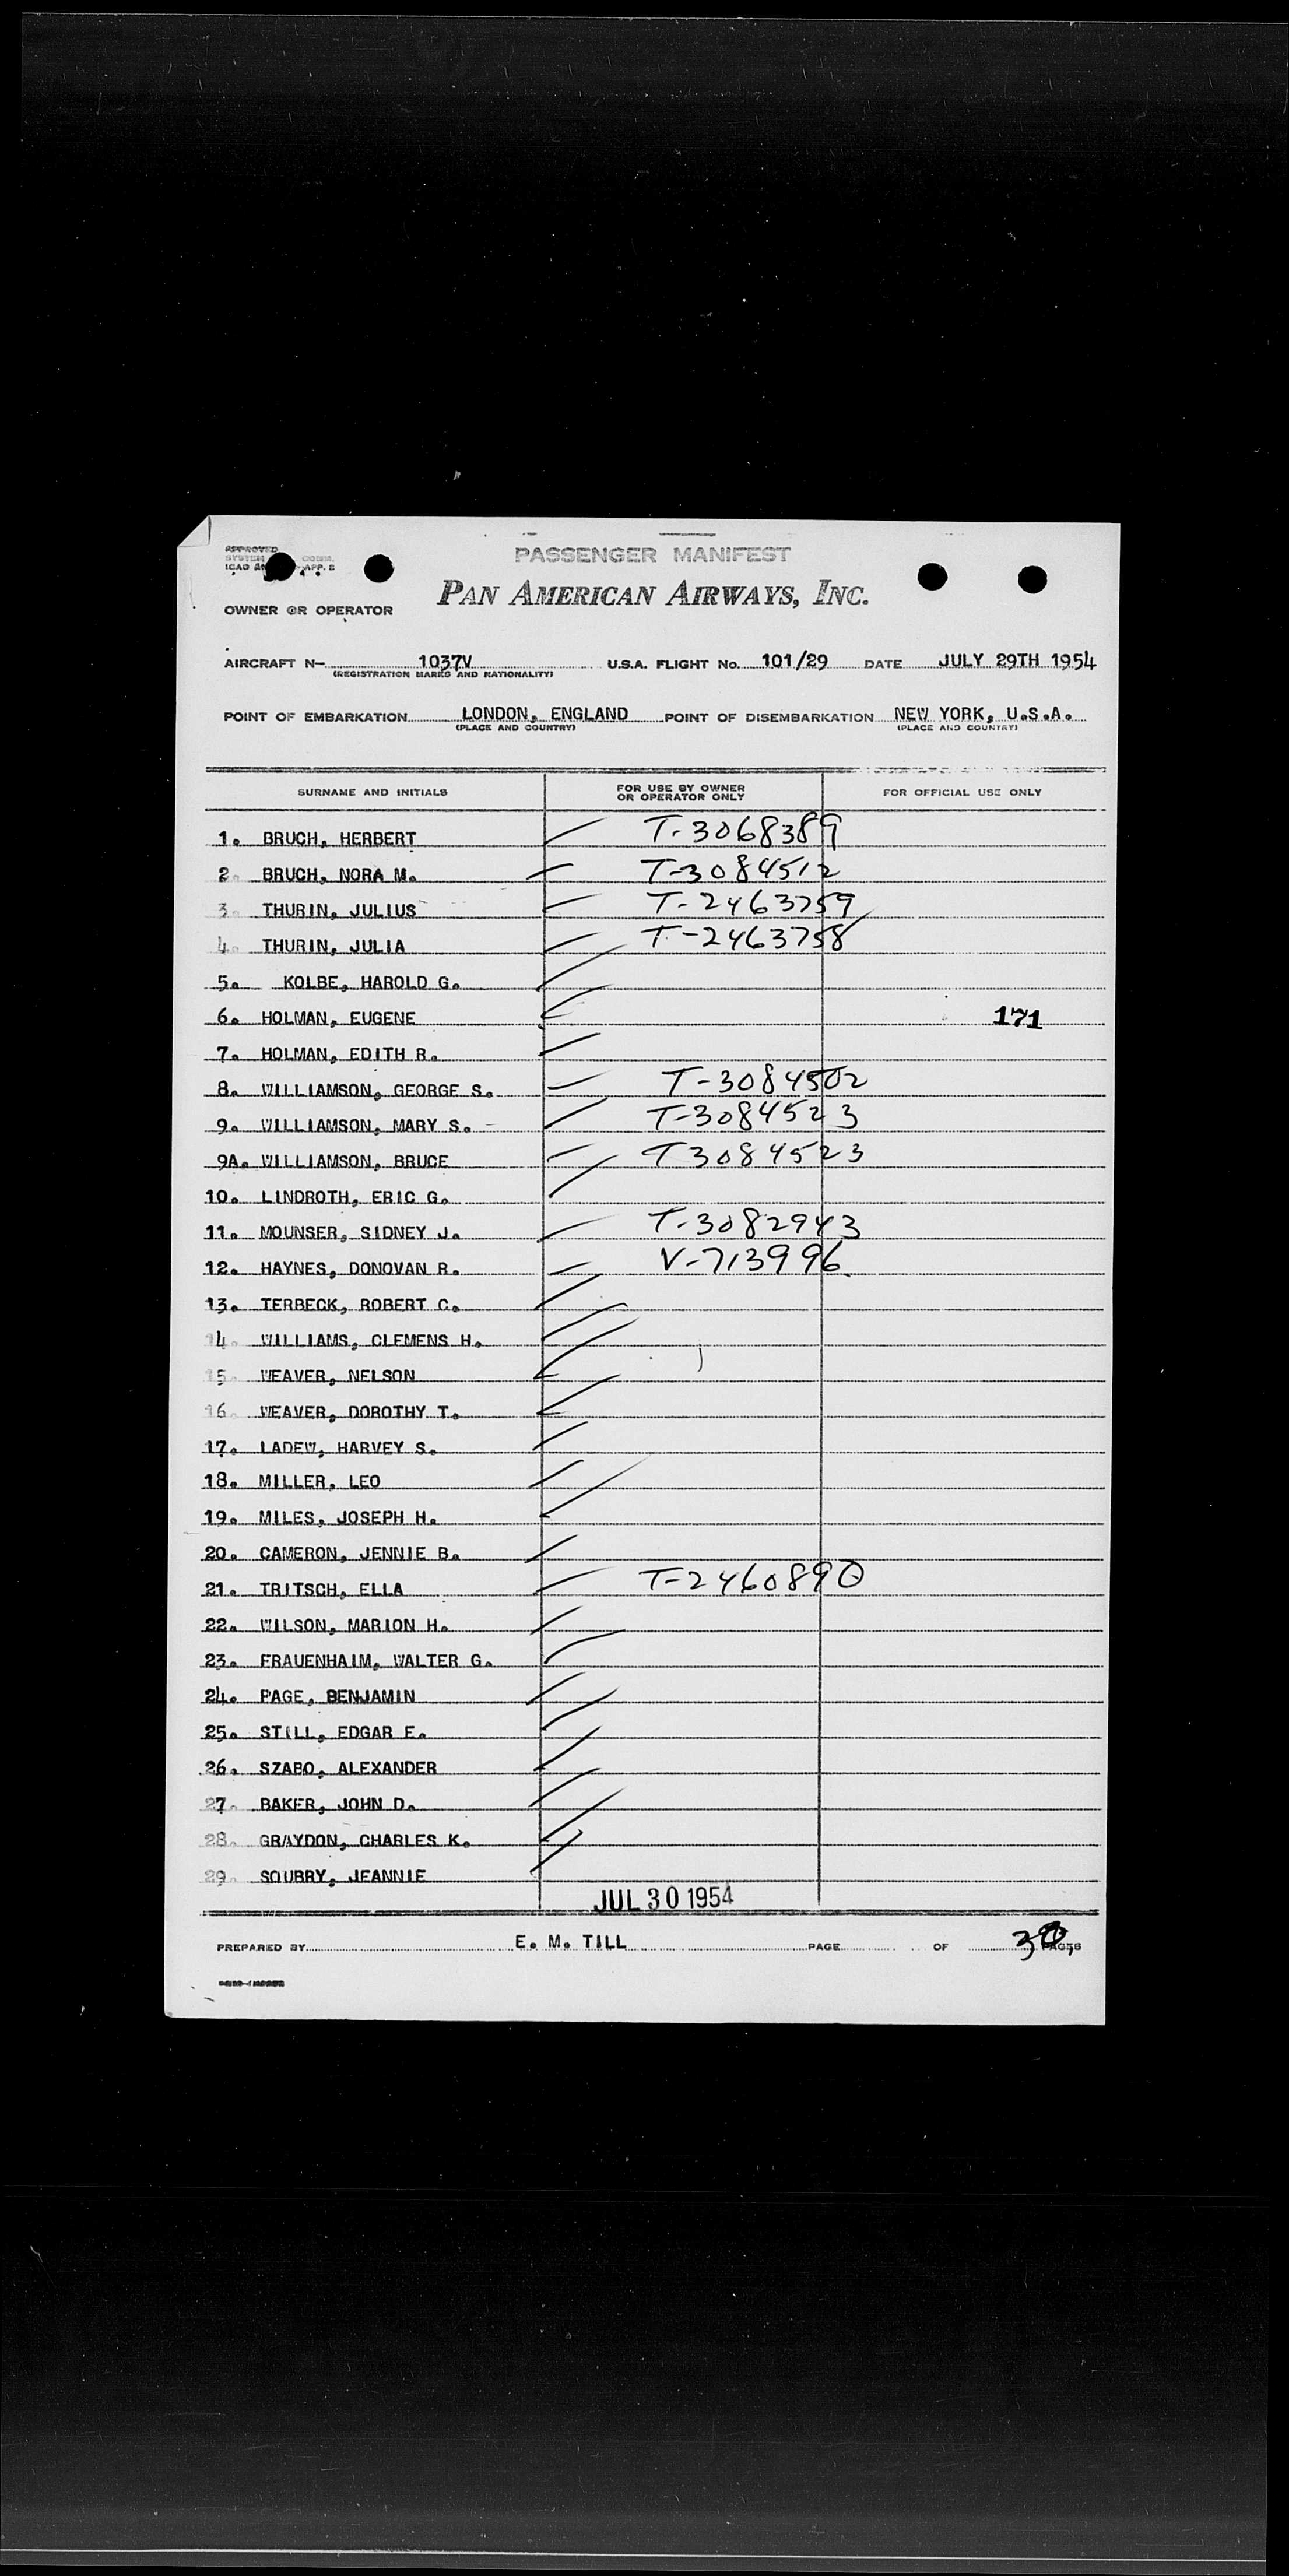 APPROVED
SYSTEM COMM.
ICAO AN APP. E
PASSENGER MANIFEST
PAN AMERICAN AIRWAYS, INC.
OWNER OR OPERATOR
AIRCRAFT N- 1037V U.S.A. FLIGHT No. 101/29 DATE JULY 29TH 1954
(REGISTRATION MARKS AND NATIONALITY)
POINT OF EMBARKATION LONDON, ENGLAND POINT OF DISEMBARKATION NEW YORK, U.S.A.
(PLACE AND COUNTRY) (PLACE AND COUNTRY)
SURNAME AND INITIALS FOR USE BY OWNER OR OPERATOR ONLY FOR OFFICIAL USE ONLY
1. BRUCH, HERBERT T-3068389
2. BRUCH, NORA M. T-3084512
3. THURIN, JULIUS T-2463759
4. THURIN, JULIA T-2463758
5. KOLBE, HAROLD G.
6. HOLMAN, EUGENE 171
7. HOLMAN, EDITH R.
8. WILLIAMSON, GEORGE S. T-3084502
9. WILLIAMSON, MARY S. T-3084523
9A. WILLIAMSON, BRUCE T3084523
10. LINDROTH, ERIC G.
11. MOUNSER, SIDNEY J. T-3082943
12. HAYNES, DONOVAN R. V-713996
13. TERBECK, ROBERT C.
14. WILLIAMS, CLEMENS H.
15. WEAVER, NELSON
16. WEAVER, DOROTHY T.
17. LADEW, HARVEY S.
18. MILLER, LEO
19. MILES, JOSEPH H.
20. CAMERON, JENNIE B.
21. TRITSCH, ELLA T-2460890
22. WILSON, MARION H.
23. FRAUENHAIM, WALTER G.
24. PAGE, BENJAMIN
25. STILL, EDGAR E.
26. SZABO, ALEXANDER
27. BAKER, JOHN D.
28. GRAYDON, CHARLES K.
29. SOUBRY, JEANNIE
JUL 30 1954
PREPARED BY E. M. TILL PAGE OF PAGES